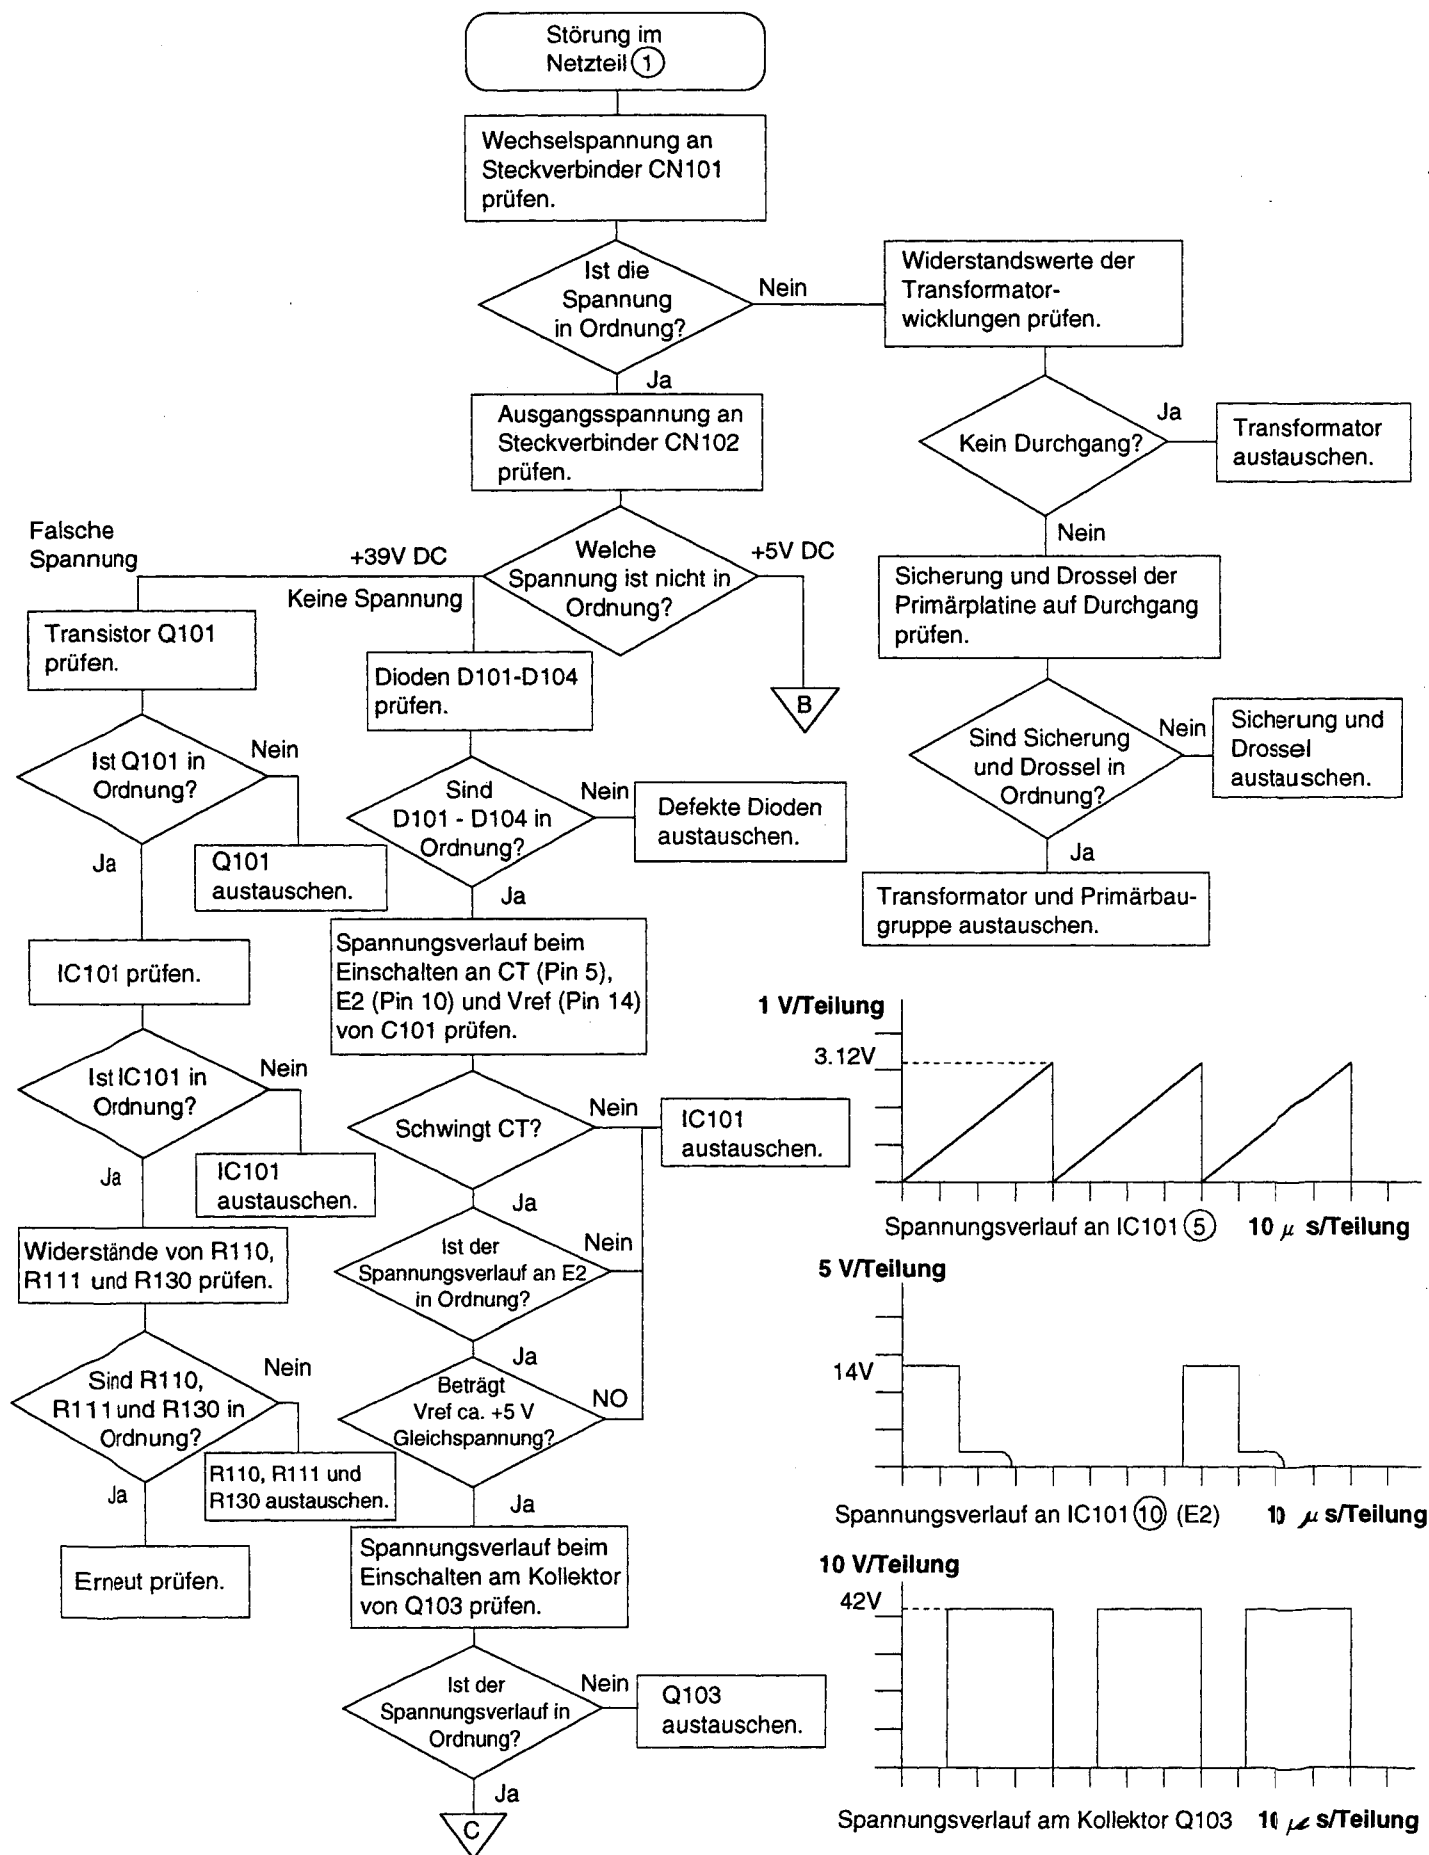 Störung im
Netzteil 1
Wechselspannung an
Steckverbinder CN101
prüfen.
Ist die
Spannung
in Ordnung?
Nein
Widerstandswerte der
Transformator-
wicklungen prüfen.
Ja
Ausgangsspannung an
Steckverbinder CN102
prüfen.
Kein Durchgang?
Ja
Transformator
austauschen.
Nein
Falsche
Spannung
+39V DC
Keine Spannung
Welche
Spannung ist nicht in
Ordnung?
+5V DC
B
Sicherung und Drossel der
Primärplatine auf Durchgang
prüfen.
Sind Sicherung
und Drossel in
Ordnung?
Nein
Sicherung und
Drossel
austauschen.
Ja
Transformator und Primärbau-
gruppe austauschen.
Transistor Q101
prüfen.
Ist Q101 in
Ordnung?
Nein
Q101
austauschen.
Ja
IC101 prüfen.
Ist IC101 in
Ordnung?
Nein
IC101
austauschen.
Ja
Widerstände von R110,
R111 und R130 prüfen.
Sind R110,
R111 und R130 in
Ordnung?
Nein
R110, R111 und
R130 austauschen.
Ja
Erneut prüfen.
Dioden D101-D104
prüfen.
Sind
D101 - D104 in
Ordnung?
Nein
Defekte Dioden
austauschen.
Ja
Spannungsverlauf beim
Einschalten an CT (Pin 5),
E2 (Pin 10) und Vref (Pin 14)
von C101 prüfen.
Schwingt CT?
Nein
IC101
austauschen.
Ja
Ist der
Spannungsverlauf an E2
in Ordnung?
Nein
Ja
Beträgt
Vref ca. +5 V
Gleichspannung?
NO
Ja
Spannungsverlauf beim
Einschalten am Kollektor
von Q103 prüfen.
Ist der
Spannungsverlauf in
Ordnung?
Nein
Q103
austauschen.
Ja
C
1 V/Teilung
3.12V
Spannungsverlauf an IC101 5 10 μ s/Teilung
5 V/Teilung
14V
Spannungsverlauf an IC101 10 (E2) 10 μ s/Teilung
10 V/Teilung
42V
Spannungsverlauf am Kollektor Q103 10 μ s/Teilung